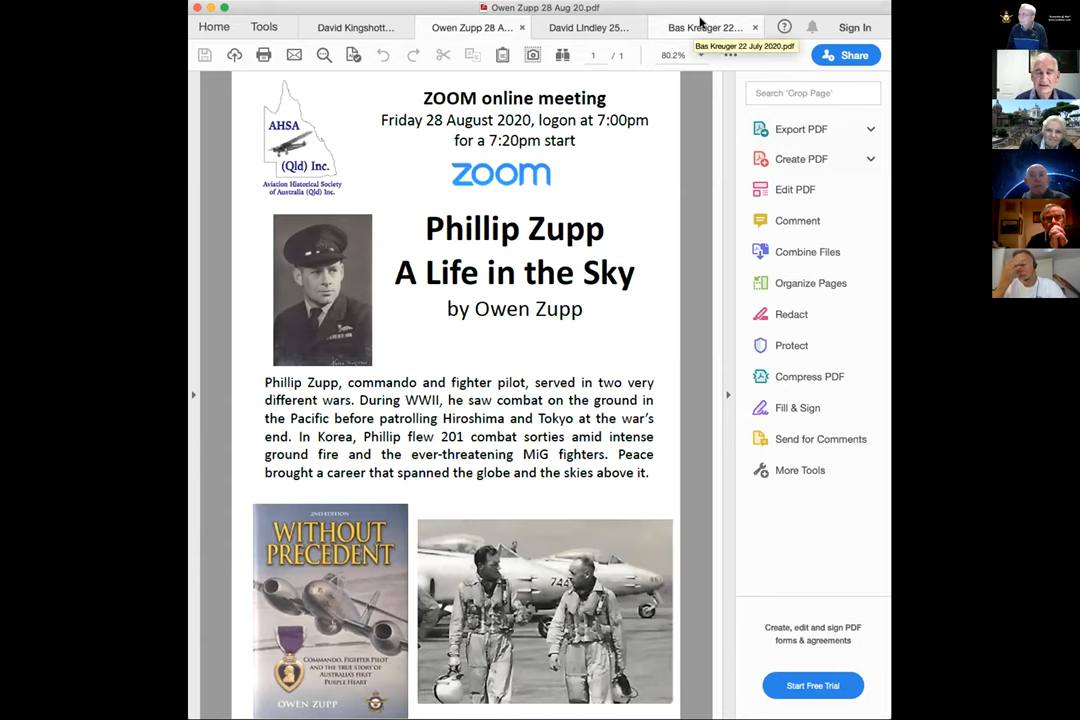 Owen Zupp 28 Aug 20.pdf
Home
Tools
David Kingshott...
Owen Zupp 28 A...
David LIndley 25...
Bas Kreuger 22...
Sign In
Bas Kreuger 22 July 2020.pdf
1 / 1
80.2%
Share
AHSA
(Qld) Inc.
Aviation Historical Society
of Australia (Qld) Inc.
ZOOM online meeting
Friday 28 August 2020, logon at 7:00pm
for a 7:20pm start
zoom
Phillip Zupp
A Life in the Sky
by Owen Zupp
Phillip Zupp, commando and fighter pilot, served in two very
different wars. During WWII, he saw combat on the ground in
the Pacific before patrolling Hiroshima and Tokyo at the war's
end. In Korea, Phillip flew 201 combat sorties amid intense
ground fire and the ever-threatening MiG fighters. Peace
brought a career that spanned the globe and the skies above it.
2ND EDITION
WITHOUT
PRECEDENT
COMMANDO, FIGHTER PILOT
AND THE TRUE STORY OF
AUSTRALIA'S FIRST
PURPLE HEART
OWEN ZUPP
744
Search 'Crop Page'
Export PDF
Create PDF
Edit PDF
Comment
Combine Files
Organize Pages
Redact
Protect
Compress PDF
Fill & Sign
Send for Comments
More Tools
Create, edit and sign PDF
forms & agreements
Start Free Trial